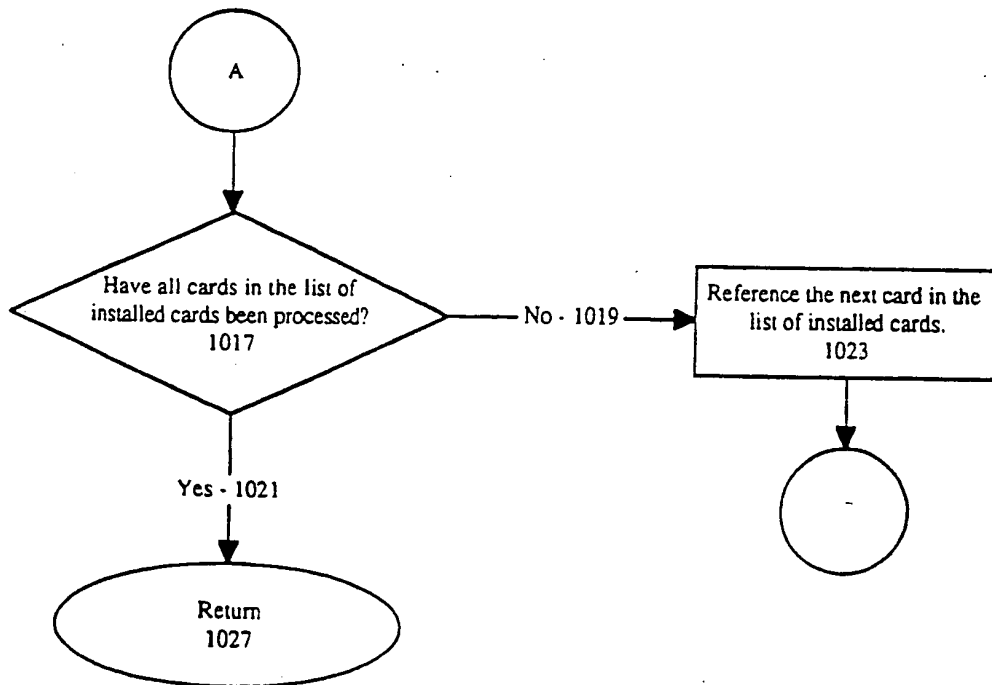 A
Have all cards in the list of
installed cards been processed?
1017
No - 1019
Reference the next card in the
list of installed cards.
1023
Yes - 1021
Return
1027